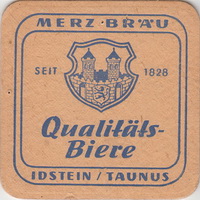 MERZ-BRÄU
SEIT 1828
Qualitäts-
Biere
IDSTEIN / TAUNUS